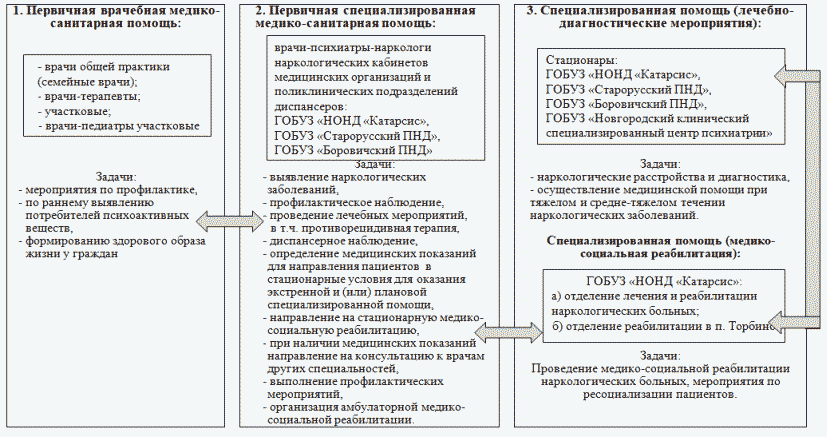 1. Первичная врачебная медико-
санитарная помощь:
- врачи общей практики
(семейные врачи);
- врачи-терапевты;
- участковые;
- врачи-педиатры участковые
Задачи:
- мероприятия по профилактике,
- по раннему выявлению
потребителей психоактивных
веществ,
- формированию здорового образа
жизни у граждан
2. Первичная специализированная
медико-санитарная помощь:
врачи-психиатры-наркологи
наркологических кабинетов
медицинских организаций и
поликлинических подразделений
диспансеров:
ГОБУЗ «НОНД «Катарсис»,
ГОБУЗ «Старорусский ПНД»,
ГОБУЗ «Боровичский ПНД»
Задачи:
- выявление наркологических
заболеваний,
- профилактическое наблюдение,
- проведение лечебных мероприятий,
в т.ч. противорецидивная терапия,
- диспансерное наблюдение,
- определение медицинских показаний
для направления пациентов в
стационарные условия для оказания
экстренной и (или) плановой
специализированной помощи,
- направление на стационарную медико-
социальную реабилитацию,
- при наличии медицинских показаний
направление на консультацию к врачам
других специальностей,
- выполнение профилактических
мероприятий,
- организация амбулаторной медико-
социальной реабилитации.
3. Специализированная помощь (лечебно-
диагностические мероприятия):
Стационары:
ГОБУЗ «НОНД «Катарсис»,
ГОБУЗ «Старорусский ПНД»,
ГОБУЗ «Боровичский ПНД»,
ГОБУЗ «Новгородский клинический
специализированный центр психиатрии»
Задачи:
- наркологические расстройства и диагностика,
- осуществление медицинской помощи при
тяжелом и средне-тяжелом течении
наркологических заболеваний.
Специализированная помощь (медико-
социальная реабилитация):
ГОБУЗ «НОНД «Катарсис»:
а) отделение лечения и реабилитации
наркологических больных;
б) отделение реабилитации в п. Торбино
Задачи:
Проведение медико-социальной реабилитации
наркологических больных, мероприятия по
ресоциализации пациентов.